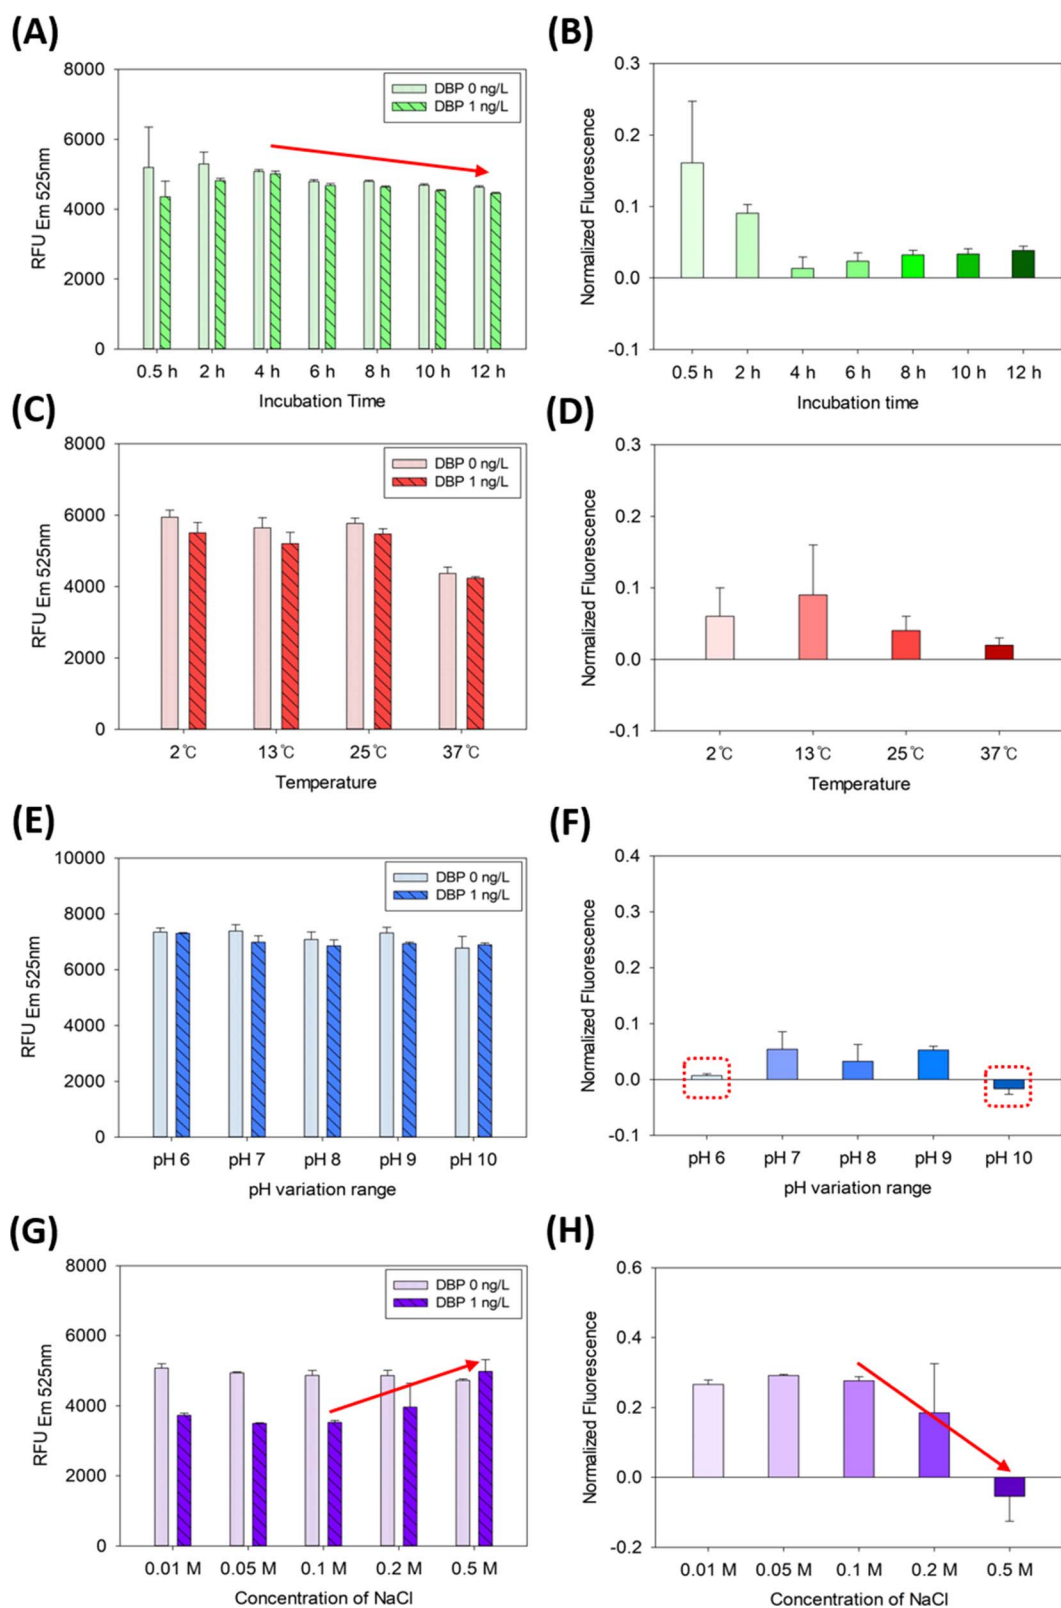 (A)
8000
6000
4000
2000
0
RFU Em 525nm
DBP 0 ng/L
DBP 1 ng/L
0.5 h 2 h 4 h 6 h 8 h 10 h 12 h
Incubation Time
(B)
0.3
0.2
0.1
0.0
-0.1
Normalized Fluorescence
0.5 h 2 h 4 h 6 h 8 h 10 h 12 h
Incubation time
(C)
8000
6000
4000
2000
0
RFU Em 525nm
DBP 0 ng/L
DBP 1 ng/L
2℃ 13℃ 25℃ 37℃
Temperature
(D)
0.3
0.2
0.1
0.0
-0.1
Normalized Fluorescence
2℃ 13℃ 25℃ 37℃
Temperature
(E)
10000
8000
6000
4000
2000
0
RFU Em 525nm
DBP 0 ng/L
DBP 1 ng/L
pH 6 pH 7 pH 8 pH 9 pH 10
pH variation range
(F)
0.4
0.3
0.2
0.1
0.0
-0.1
Normalized Fluorescence
pH 6 pH 7 pH 8 pH 9 pH 10
pH variation range
(G)
8000
6000
4000
2000
0
RFU Em 525nm
DBP 0 ng/L
DBP 1 ng/L
0.01 M 0.05 M 0.1 M 0.2 M 0.5 M
Concentration of NaCl
(H)
0.6
0.4
0.2
0.0
-0.2
Normalized Fluorescence
0.01 M 0.05 M 0.1 M 0.2 M 0.5 M
Concentration of NaCl